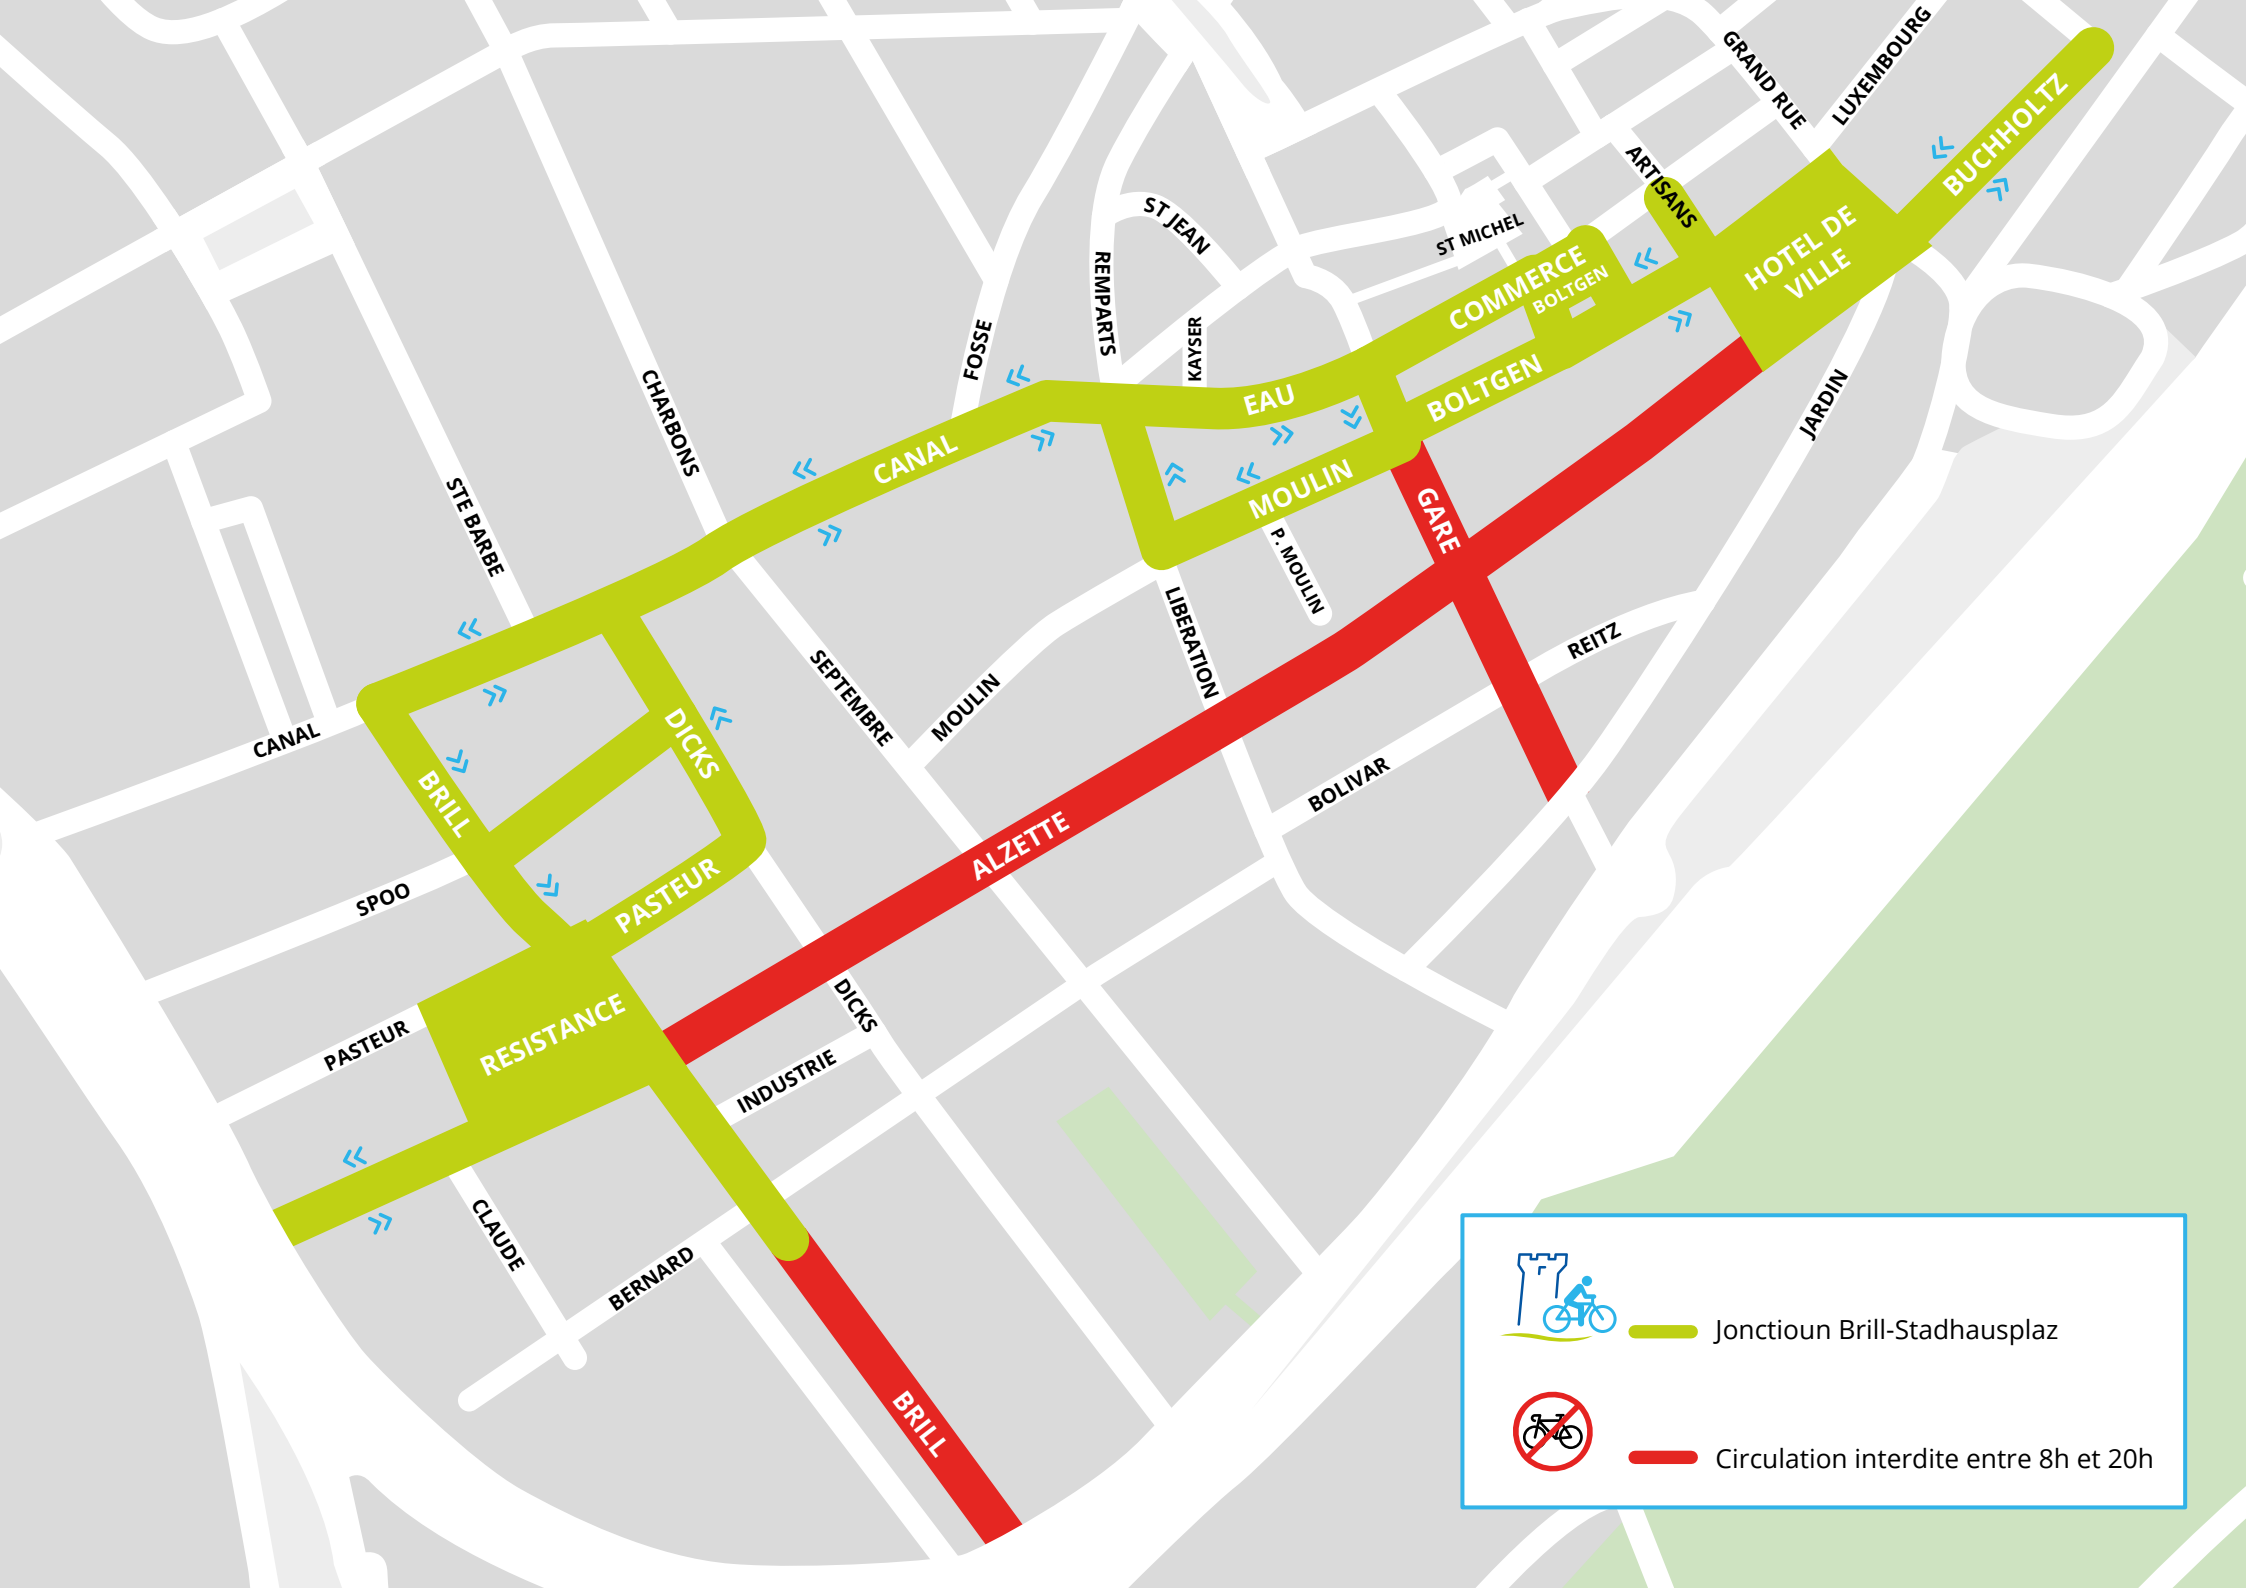 GRAND RUE
LUXEMBOURG
BUCHHOLTZ
ARTISANS
ST JEAN
ST MICHEL
HOTEL DE
VILLE
COMMERCE
BOLTGEN
REMPARTS
KAYSER
FOSSE
EAU
BOLTGEN
JARDIN
CHARBONS
CANAL
MOULIN
STE BARBE
GARE
P. MOULIN
LIBERATION
REITZ
SEPTEMBRE
MOULIN
CANAL
DICKS
BRILL
BOLIVAR
ALZETTE
SPOO
PASTEUR
DICKS
RESISTANCE
PASTEUR
INDUSTRIE
CLAUDE
BERNARD
BRILL
Jonctioun Brill-Stadhausplaz
Circulation interdite entre 8h et 20h